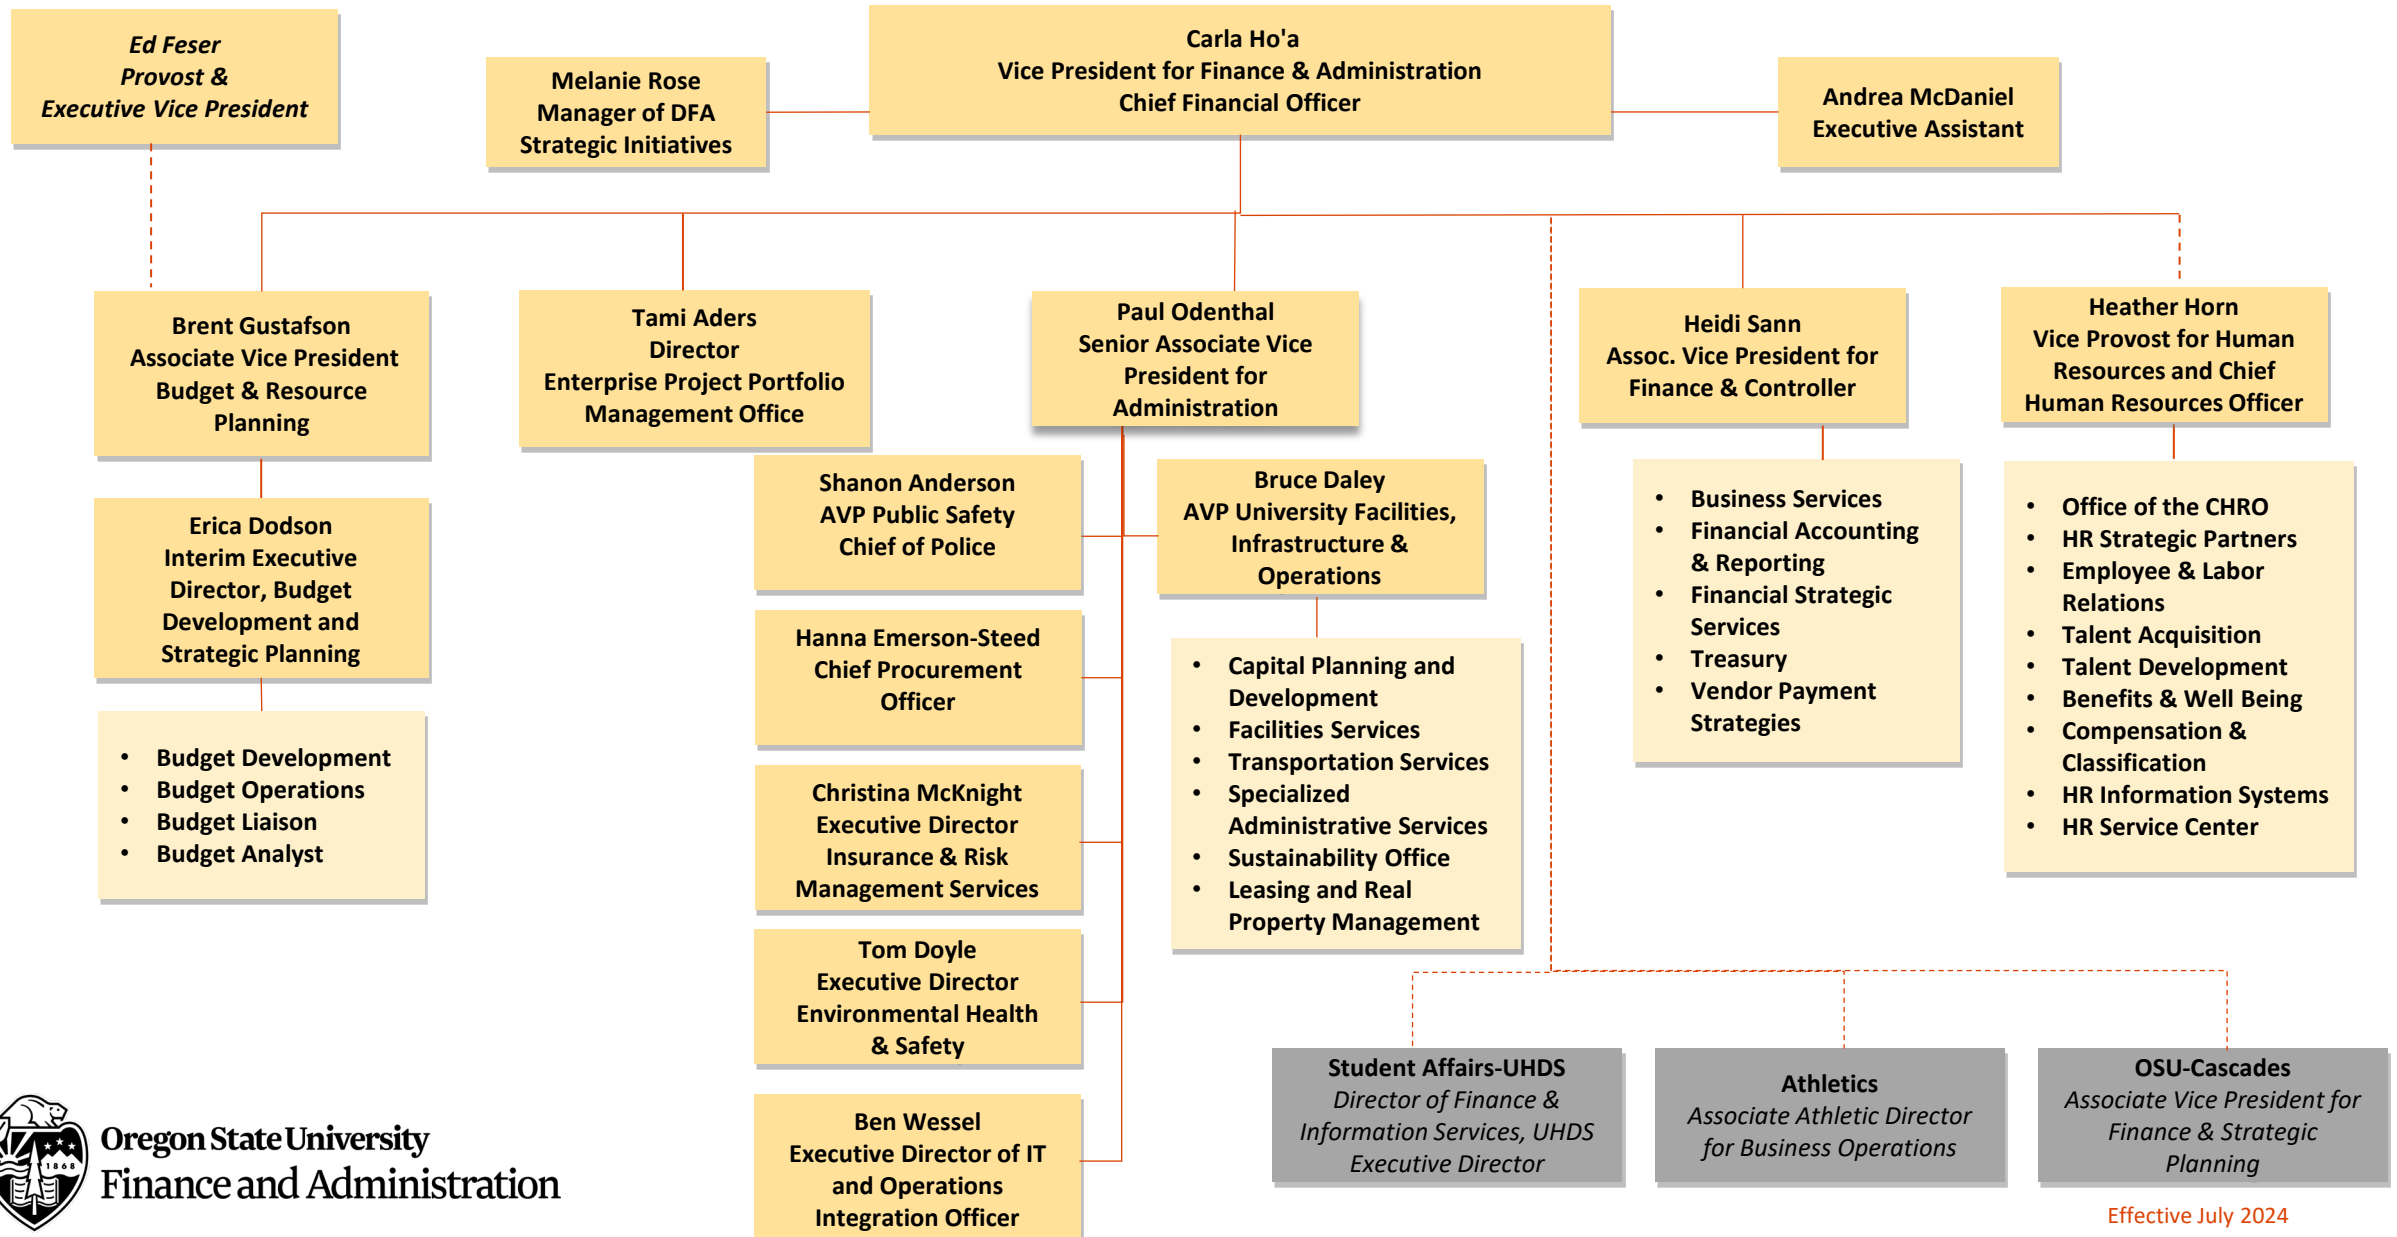 Ed Feser
Provost &
Executive Vice President
Melanie Rose
Manager of DFA
Strategic Initiatives
Carla Ho'a
Vice President for Finance & Administration
Chief Financial Officer
Andrea McDaniel
Executive Assistant
Brent Gustafson
Associate Vice President
Budget & Resource
Planning
Tami Aders
Director
Enterprise Project Portfolio
Management Office
Paul Odenthal
Senior Associate Vice
President for
Administration
Heidi Sann
Assoc. Vice President for
Finance & Controller
Heather Horn
Vice Provost for Human
Resources and Chief
Human Resources Officer
Erica Dodson
Interim Executive
Director, Budget
Development and
Strategic Planning
• Budget Development
• Budget Operations
• Budget Liaison
• Budget Analyst
Shanon Anderson
AVP Public Safety
Chief of Police
Hanna Emerson-Steed
Chief Procurement
Officer
Christina McKnight
Executive Director
Insurance & Risk
Management Services
Tom Doyle
Executive Director
Environmental Health
& Safety
Ben Wessel
Executive Director of IT
and Operations
Integration Officer
Bruce Daley
AVP University Facilities,
Infrastructure &
Operations
• Capital Planning and
Development
• Facilities Services
• Transportation Services
• Specialized
Administrative Services
• Sustainability Office
• Leasing and Real
Property Management
• Business Services
• Financial Accounting
& Reporting
• Financial Strategic
Services
• Treasury
• Vendor Payment
Strategies
• Office of the CHRO
• HR Strategic Partners
• Employee & Labor
Relations
• Talent Acquisition
• Talent Development
• Benefits & Well Being
• Compensation &
Classification
• HR Information Systems
• HR Service Center
Student Affairs-UHDS
Director of Finance &
Information Services, UHDS
Executive Director
Athletics
Associate Athletic Director
for Business Operations
OSU-Cascades
Associate Vice President for
Finance & Strategic
Planning
1868
Oregon State University
Finance and Administration
Effective July 2024